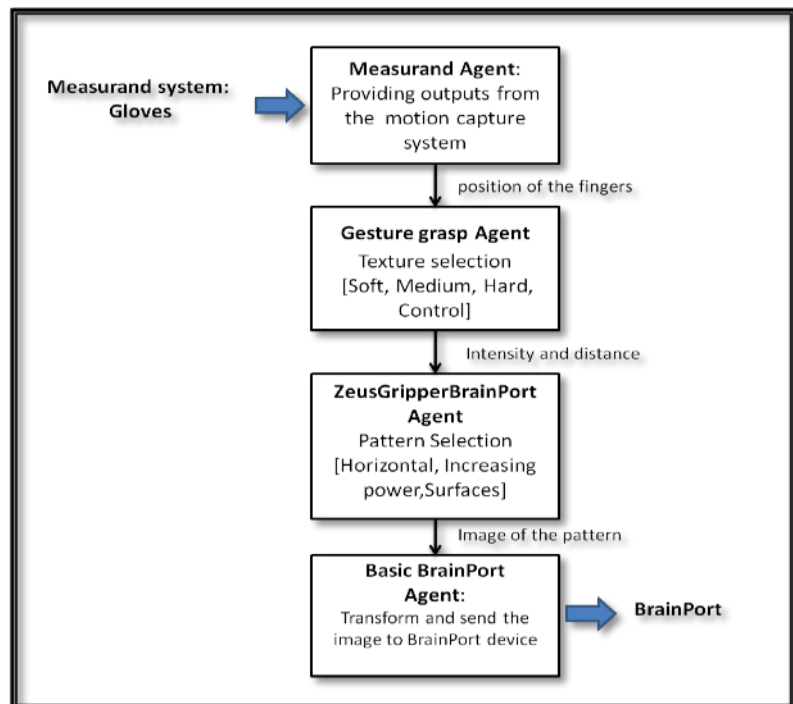 Measurand system:
Gloves
Measurand Agent:
Providing outputs from
the motion capture
system
position of the fingers
Gesture grasp Agent
Texture selection
[Soft, Medium, Hard,
Control]
Intensity and distance
ZeusGripperBrainPort
Agent
Pattern Selection
[Horizontal, Increasing
power,Surfaces]
Image of the pattern
Basic BrainPort
Agent:
Transform and send the
image to BrainPort device
BrainPort